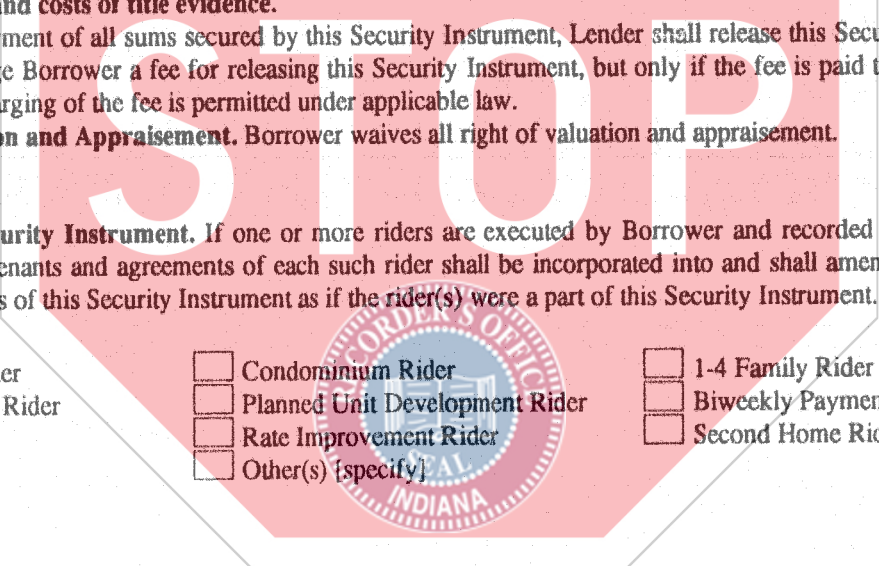 and costs of title evidence.
ment of all sums secured by this Security Instrument, Lender shall release this Secu
e Borrower a fee for releasing this Security Instrument, but only if the fee is paid t
rging of the fee is permitted under applicable law.
on and Appraisement. Borrower waives all right of valuation and appraisement.
STOP
urity Instrument. If one or more riders are executed by Borrower and recorded
enants and agreements of each such rider shall be incorporated into and shall amen
s of this Security Instrument as if the rider(s) were a part of this Security Instrument.
er
Condominium Rider
1-4 Family Rider
Rider
Planned Unit Development Rider
Biweekly Paymen
Rate Improvement Rider
Second Home Ri
Other(s) [specify]
RECORDER'S OFFICE
SEAL
INDIANA